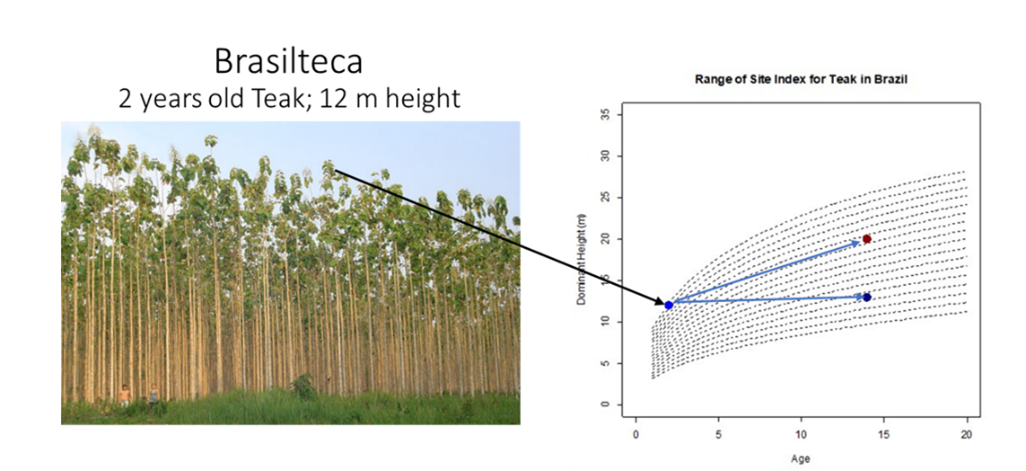 Brasilteca
2 years old Teak; 12 m height
Range of Site Index for Teak in Brazil
Dominant Height (m)
35
30
25
20
15
10
5
0
0 5 10 15 20
Age